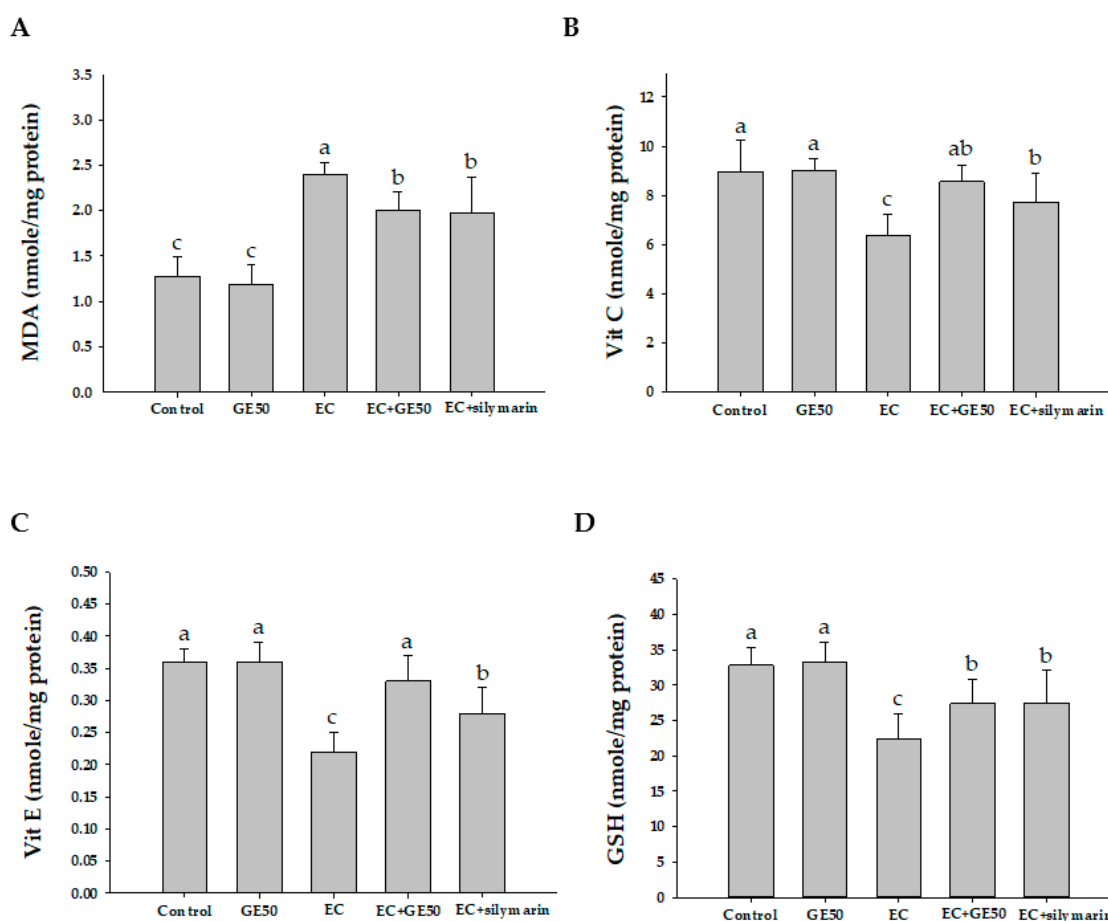 A
MDA (nmole/mg protein)
3.5
3.0
2.5
2.0
1.5
1.0
0.5
0.0
c
c
a
b
b
Control GE50 EC EC+GE50 EC+silymarin
B
Vit C (nmole/mg protein)
12
10
8
6
4
2
0
a
a
c
ab
b
Control GE50 EC EC+GE50 EC+silymarin
C
Vit E (nmole/mg protein)
0.50
0.45
0.40
0.35
0.30
0.25
0.20
0.15
0.10
0.05
0.00
a
a
c
a
b
Control GE50 EC EC+GE50 EC+silymarin
D
GSH (nmole/mg protein)
45
40
35
30
25
20
15
10
5
0
a
a
c
b
b
Control GE50 EC EC+GE50 EC+silymarin